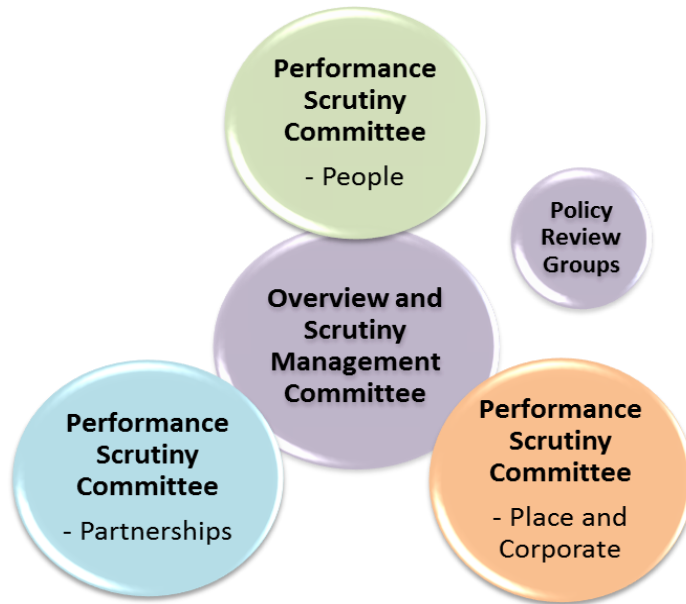 Performance
Scrutiny
Committee
- People
Policy
Review
Groups
Overview and
Scrutiny
Management
Committee
Performance
Scrutiny
Committee
- Partnerships
Performance
Scrutiny
Committee
- Place and
Corporate